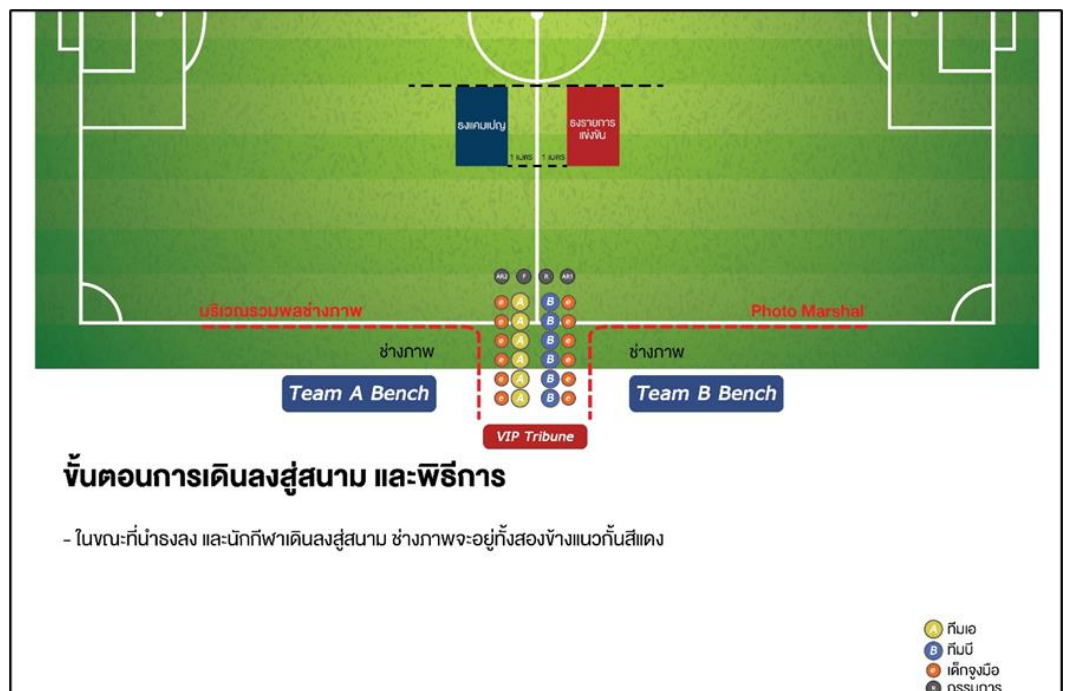 ธงแคมเปญ
ธงรายการ
แข่งขัน
1 เมตร 1 เมตร
AR2 F R AR1
e A B e
e A B e
e A B e
e A B e
e A B e
e A B e
บริเวณรวมพลช่างภาพ
Photo Marshal
ช่างภาพ
ช่างภาพ
Team A Bench
Team B Bench
VIP Tribune
ขั้นตอนการเดินลงสู่สนาม และพิธีการ
- ในขณะที่นำธงลง และนักกีฬาเดินลงสู่สนาม ช่างภาพจะอยู่ทั้งสองข้างแนวกั้นสีแดง
A ทีมเอ
B ทีมบี
e เด็กจูงมือ
R กรรมการ